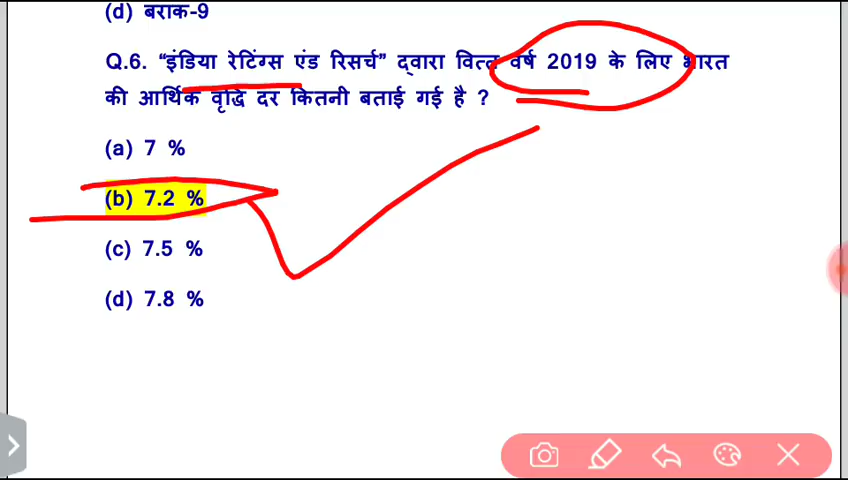 (d) बराक-9
Q.6. “इंडिया रेटिंग्स एंड रिसर्च” द्वारा वित्त वर्ष 2019 के लिए भारत
की आर्थिक वृद्धि दर कितनी बताई गई है ?
(a) 7 %
(b) 7.2 %
(c) 7.5 %
(d) 7.8 %